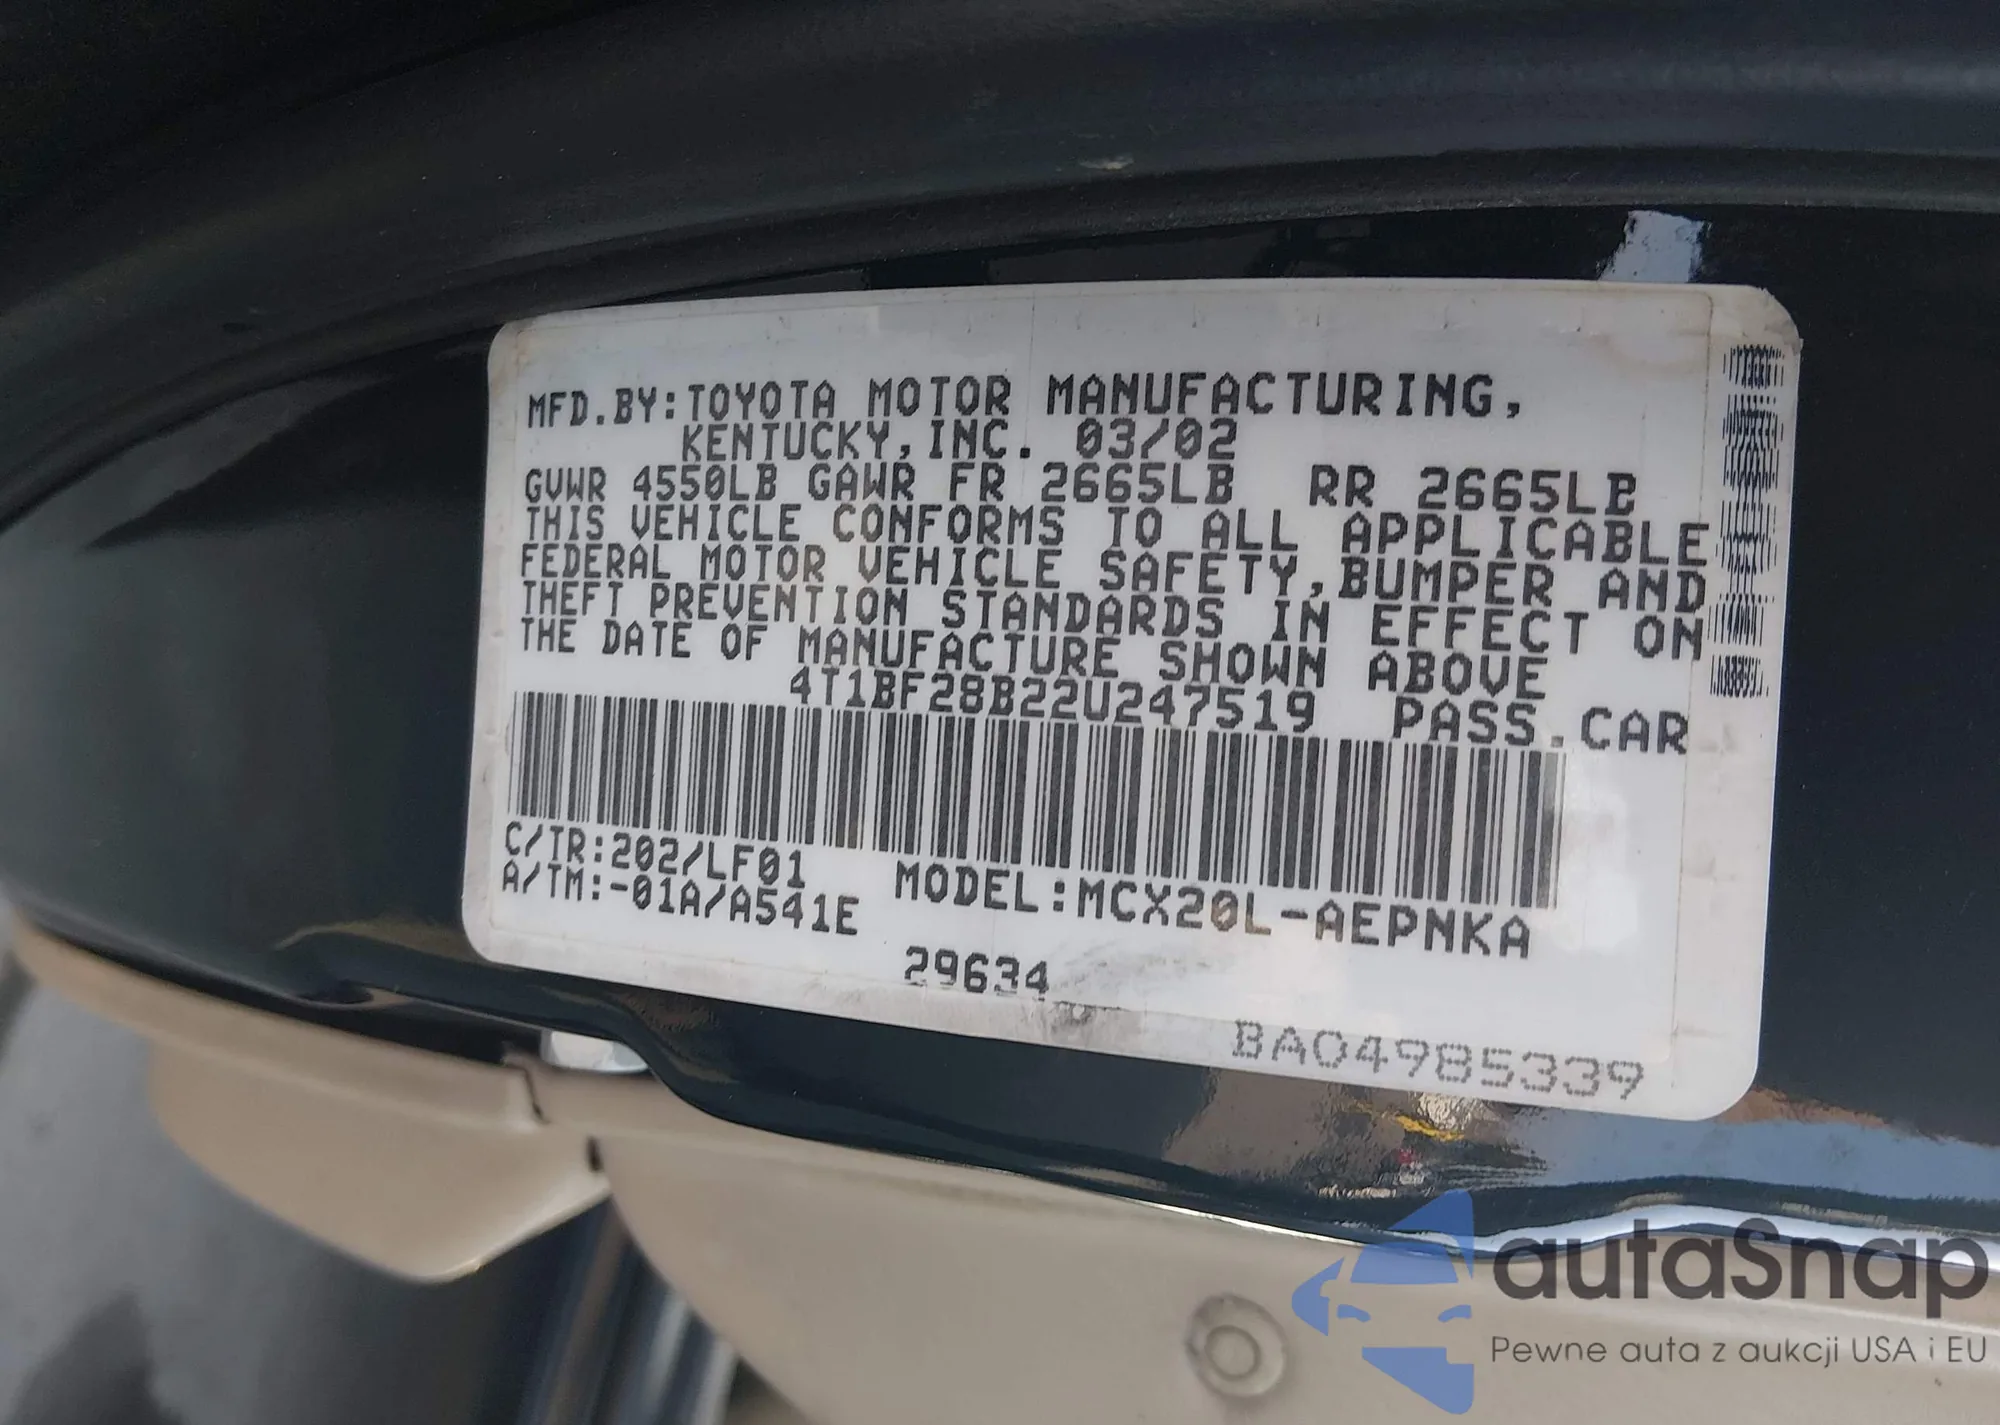 MFD.BY:TOYOTA MOTOR MANUFACTURING,
KENTUCKY,INC. 03/02
GVWR 4550LB GAWR FR 2665LB RR 2665LB
THIS VEHICLE CONFORMS TO ALL APPLICABLE
FEDERAL MOTOR VEHICLE SAFETY,BUMPER AND
THEFT PREVENTION STANDARDS IN EFFECT ON
THE DATE OF MANUFACTURE SHOWN ABOVE
4T1BF28B22U247519 PASS.CAR
C/TR:202/LF01
A/TM:-01A/A541E MODEL:MCX20L-AEPNKA
29634
BA04985339
autaSnap
Pewne auta z aukcji USA i EU